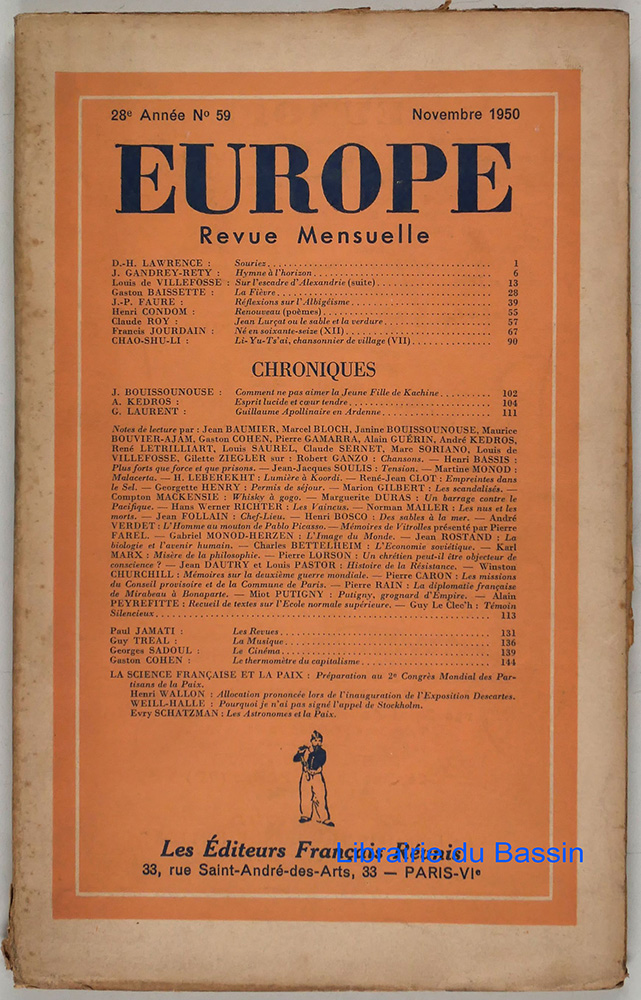 28e Année No 59 Novembre 1950
EUROPE
Revue Mensuelle
D.-H. LAWRENCE : Souriez 1
J. GANDREY-RETY : Hymne à l'horizon 6
Louis de VILLEFOSSE : Sur l'escadre d'Alexandrie (suite) 13
Gaston BAISSETTE : La Fièvre 28
J.-P. FAURE : Réflexions sur l'Albigéisme 39
Henri CONDOM : Renouveau (poèmes) 55
Claude ROY : Jean Lurçat ou le sable et la verdure 57
Francis JOURDAIN : Né en soixante-seize (XII) 67
CHAO-SHU-LI : Li-Yu-Ts'ai, chansonnier de village (VII) 90
CHRONIQUES
J. BOUISSOUNOUSE : Comment ne pas aimer la Jeune Fille de Kachine 102
A. KEDROS : Esprit lucide et cœur tendre 104
G. LAURENT : Guillaume Apollinaire en Ardenne 111
Notes de lecture par : Jean BAUMIER, Marcel BLOCH, Janine BOUISSOUNOUSE, Maurice
BOUVIER-AJAM, Gaston COHEN, Pierre GAMARRA, Alain GUÉRIN, André KEDROS,
René LETRILLIART, Louis SAUREL, Claude SERNET, Marc SORIANO, Louis de
VILLEFOSSE, Gilette ZIEGLER sur : Robert GANZO : Chansons. — Henri BASSIS :
Plus forts que force et que prisons. — Jean-Jacques SOULIS : Tension. — Martine MONOD :
Malacerta. — H. LEBEREKHT : Lumière à Koordi. — René-Jean CLOT : Empreintes dans
le Sel. — Georgette HENRY : Permis de séjour. — Marion GILBERT : Les scandalisés. —
Compton MACKENSIE : Whisky à gogo. — Marguerite DURAS : Un barrage contre le
Pacifique. — Hans Werner RICHTER : Les Vaincus. — Norman MAILER : Les nus et les
morts. — Jean FOLLAIN : Chef-Lieu. — Henri BOSCO : Des sables à la mer. — André
VERDET : L'Homme au mouton de Pablo Picasso. — Mémoires de Vitrolles présenté par Pierre
FAREL. — Gabriel MONOD-HERZEN : L'Image du Monde. — Jean ROSTAND : La
biologie et l'avenir humain. — Charles BETTELHEIM : L'Economie soviétique. — Karl
MARX : Misère de la philosophie. — Pierre LORSON : Un chrétien peut-il être objecteur de
conscience ? — Jean DAUTRY et Louis PASTOR : Histoire de la Résistance. — Winston
CHURCHILL : Mémoires sur la deuxième guerre mondiale. — Pierre CARON : Les missions
du Conseil provisoire et de la Commune de Paris. — Pierre RAIN : La diplomatie française
de Mirabeau à Bonaparte. — Miot PUTIGNY : Putigny, grognard d'Empire. — Alain
PEYREFITTE : Recueil de textes sur l'Ecole normale supérieure. — Guy Le Clec'h : Témoin
Silencieux 113
Paul JAMATI : Les Revues 131
Guy TREAL : La Musique 136
Georges SADOUL : Le Cinéma 139
Gaston COHEN : Le thermomètre du capitalisme 144
LA SCIENCE FRANÇAISE ET LA PAIX : Préparation au 2e Congrès Mondial des Par-
tisans de la Paix.
Henri WALLON : Allocution prononcée lors de l'inauguration de l'Exposition Descartes.
WEILL-HALLE : Pourquoi je n'ai pas signé l'appel de Stockholm.
Evry SCHATZMAN : Les Astronomes et la Paix.
Les Éditeurs Français Réunis
Librairie du Bassin
33, rue Saint-André-des-Arts, 33 — PARIS-VIe